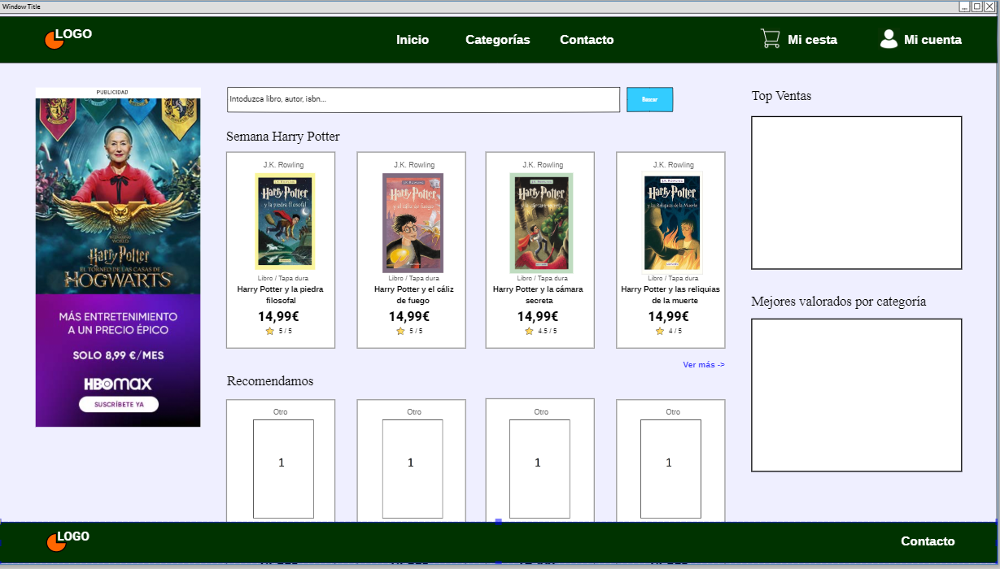 Window Title
LOGO
Inicio
Categorías
Contacto
Mi cesta
Mi cuenta
PUBLICIDAD
Harry Potter
EL TORNEO DE LAS CASAS DE
HOGWARTS
MÁS ENTRETENIMIENTO
A UN PRECIO ÉPICO
SOLO 8,99 €/MES
HBOMAX
SUSCRÍBETE YA
Intoduzca libro, autor, isbn...
Buscar
Semana Harry Potter
J.K. Rowling
J.K. ROWLING
Harry Potter
y la piedra filosofal
Libro / Tapa dura
Harry Potter y la piedra
filosofal
14,99€
5 / 5
J.K. Rowling
J.K. ROWLING
Harry Potter
y el cáliz de fuego
Libro / Tapa dura
Harry Potter y el cáliz
de fuego
14,99€
5 / 5
J.K. Rowling
J.K. ROWLING
Harry Potter
y la cámara secreta
Libro / Tapa dura
Harry Potter y la cámara
secreta
14,99€
4.5 / 5
J.K. Rowling
J.K. ROWLING
Harry Potter
y las Reliquias de la Muerte
Libro / Tapa dura
Harry Potter y las reliquias
de la muerte
14,99€
4 / 5
Ver más ->
Recomendamos
Otro
1
Otro
1
Otro
1
Otro
1
Top Ventas
Mejores valorados por categoría
LOGO
Contacto